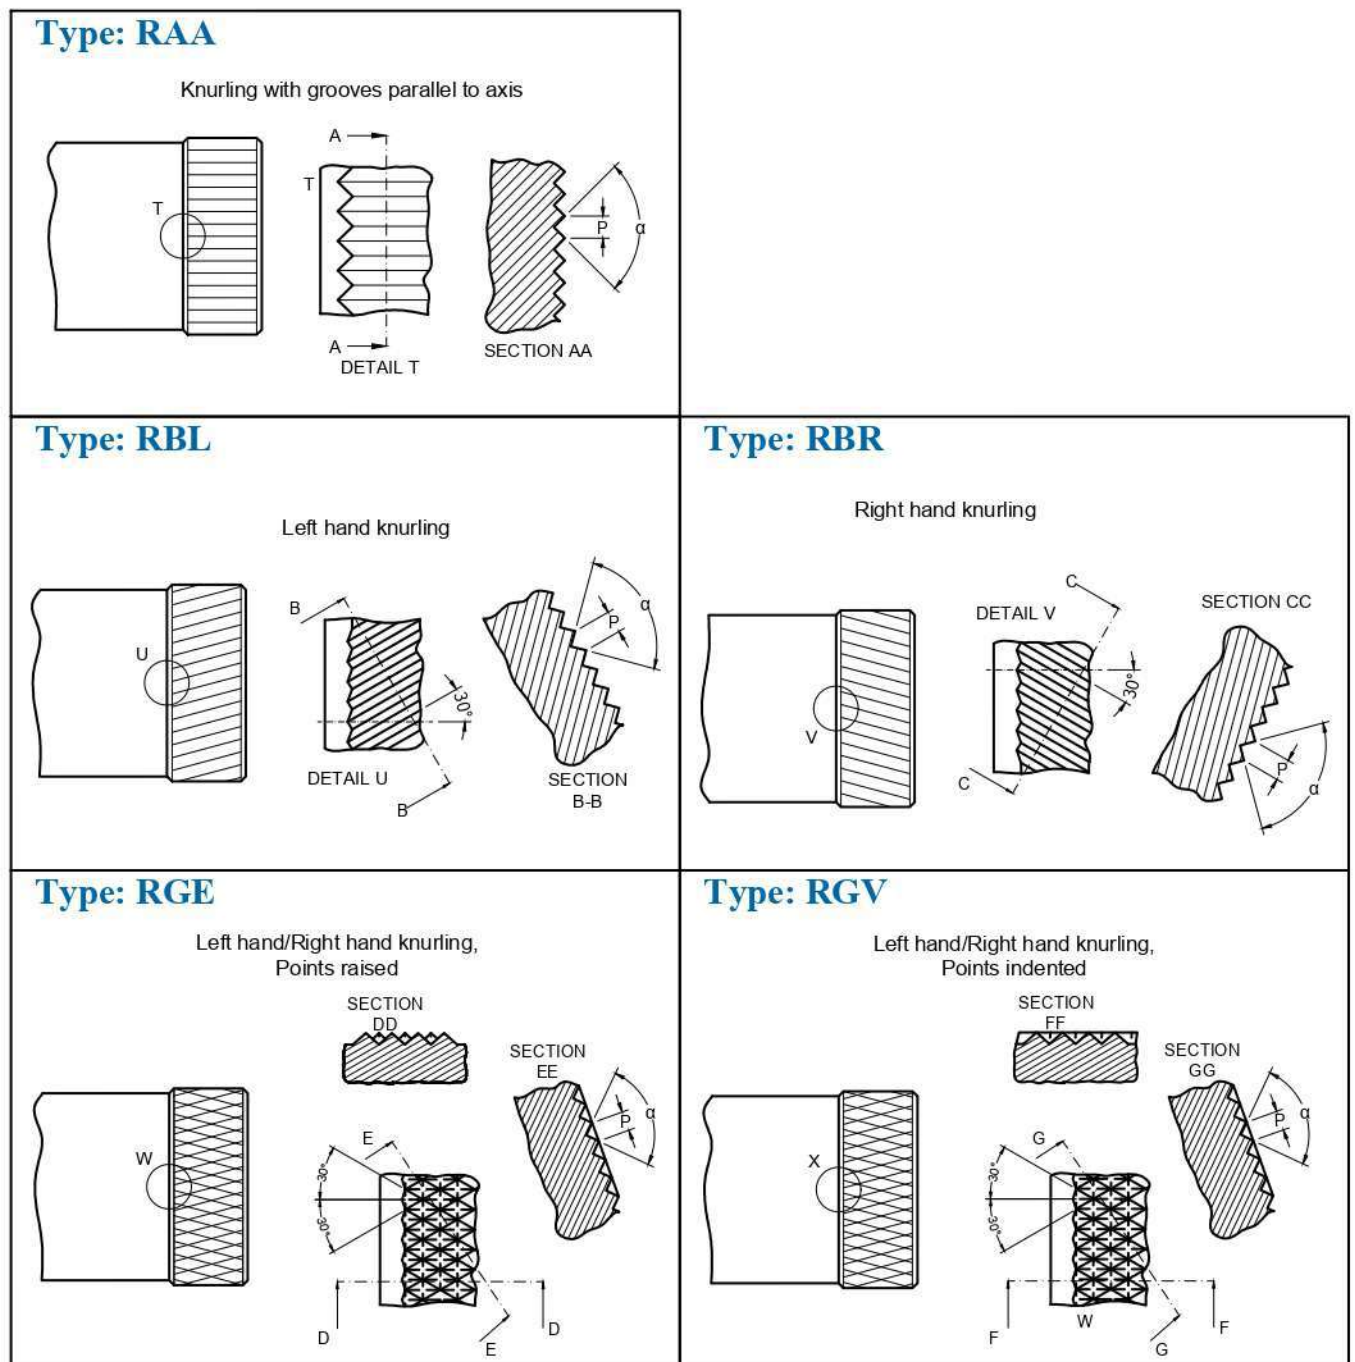 Type: RAA
Knurling with grooves parallel to axis
A
T
T
P
α
A
DETAIL T
SECTION AA
Type: RBL
Left hand knurling
B
α
P
U
30°
DETAIL U
B
SECTION
B-B
Type: RBR
Right hand knurling
C
DETAIL V
SECTION CC
30°
V
C
P
α
Type: RGE
Left hand/Right hand knurling,
Points raised
SECTION
DD
SECTION
EE
α
P
E
W
30°
30°
D
D
E
Type: RGV
Left hand/Right hand knurling,
Points indented
SECTION
FF
SECTION
GG
α
P
G
X
30°
30°
W
F
F
G